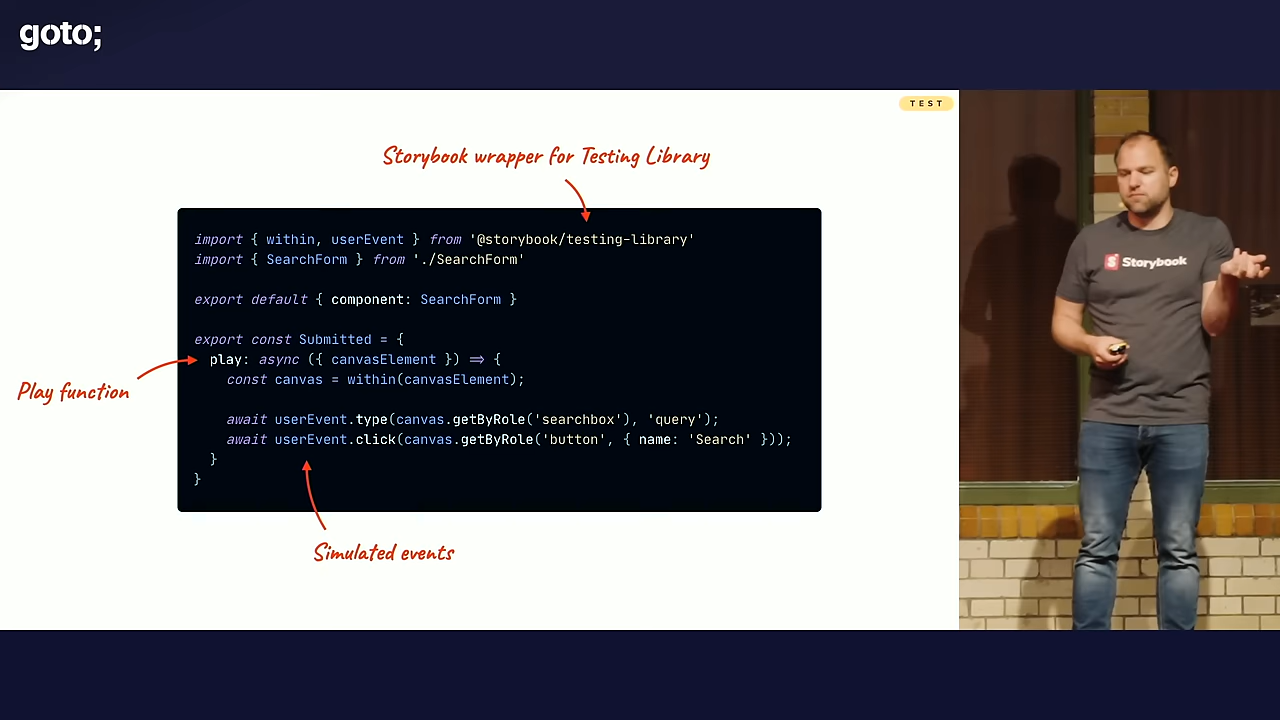 goto;
TEST
Storybook wrapper for Testing Library
import { within, userEvent } from '@storybook/testing-library'
import { SearchForm } from './SearchForm'
export default { component: SearchForm }
export const Submitted = {
play: async ({ canvasElement }) => {
const canvas = within(canvasElement);
await userEvent.type(canvas.getByRole('searchbox'), 'query');
await userEvent.click(canvas.getByRole('button', { name: 'Search' }));
}
}
Play function
Simulated events
Storybook